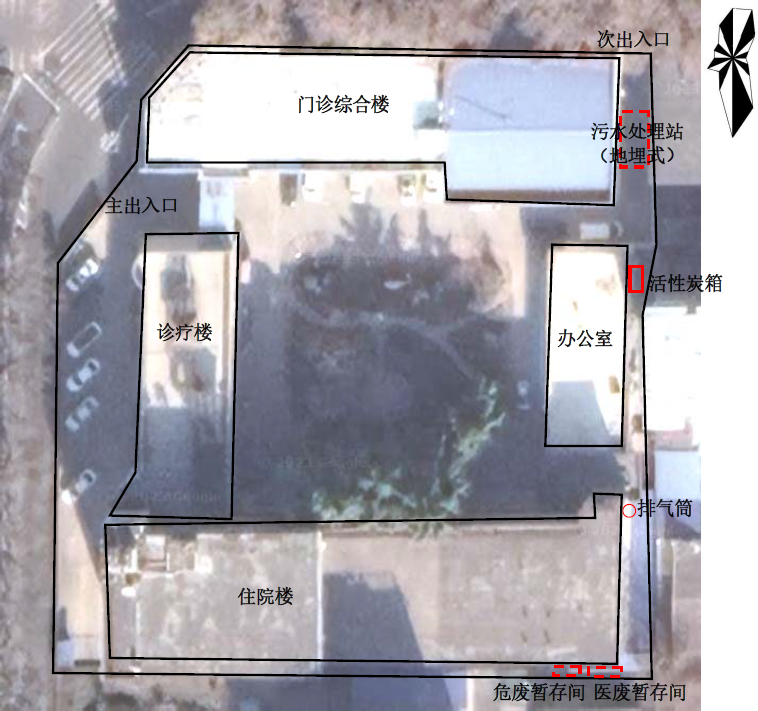 次出入口
门诊综合楼
污水处理站
（地埋式）
主出入口
活性炭箱
诊疗楼
办公室
排气筒
住院楼
危废暂存间 医废暂存间